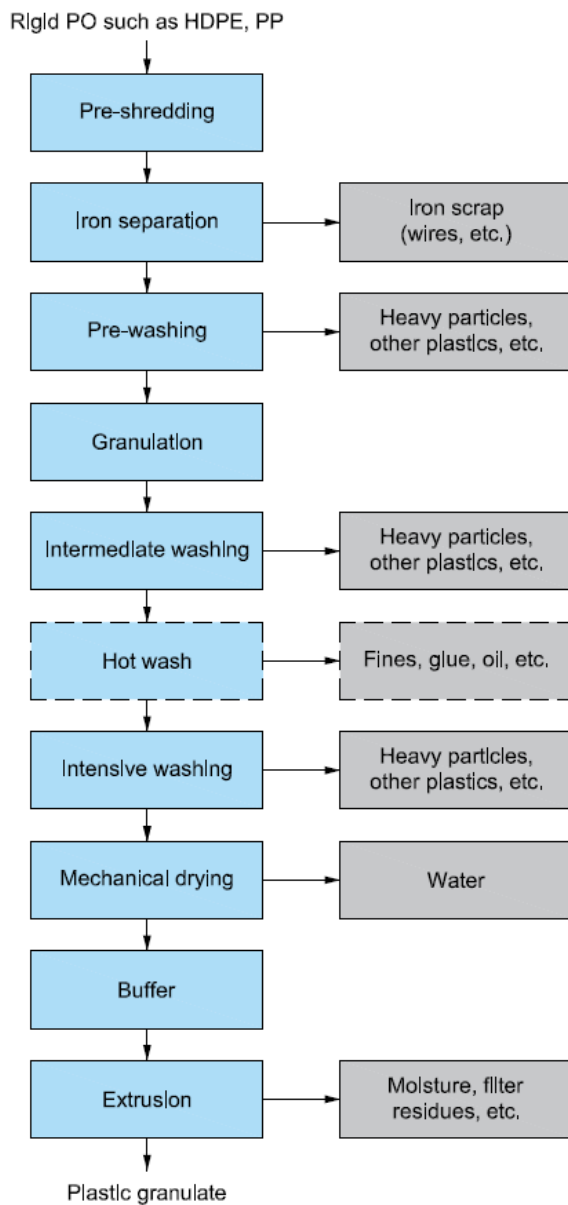 Rigid PO such as HDPE, PP
Pre-shredding
Iron separation
Iron scrap
(wires, etc.)
Pre-washing
Heavy particles,
other plastics, etc.
Granulation
Intermediate washing
Heavy particles,
other plastics, etc.
Hot wash
Fines, glue, oil, etc.
Intensive washing
Heavy particles,
other plastics, etc.
Mechanical drying
Water
Buffer
Extrusion
Moisture, filter
residues, etc.
Plastic granulate